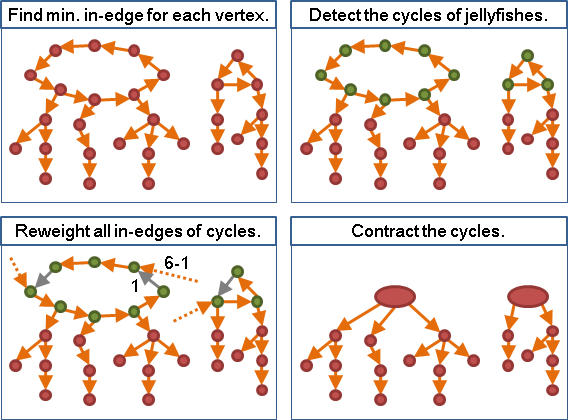 Find min. in-edge for each vertex.
Detect the cycles of jellyfishes.
Reweight all in-edges of cycles.
6-1
1
Contract the cycles.